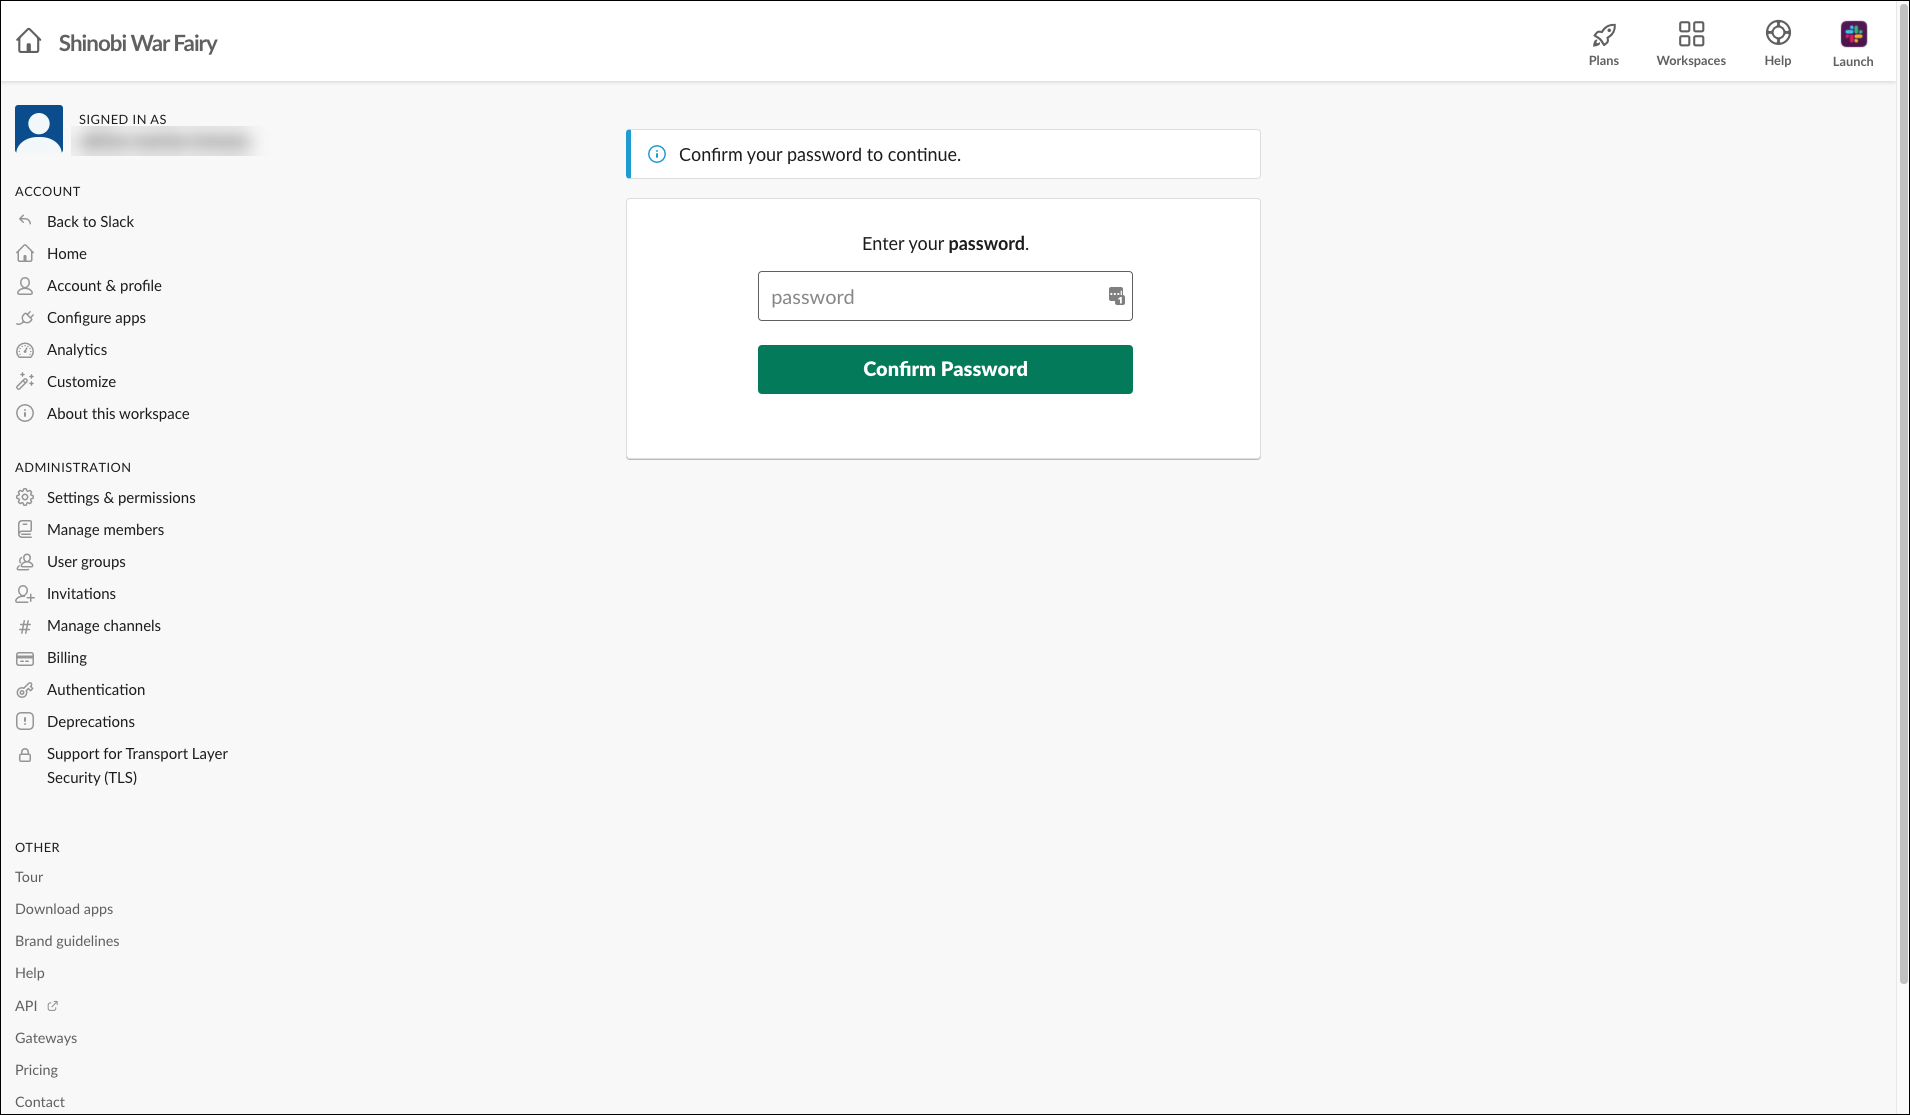 Shinobi War Fairy
Plans
Workspaces
Help
Launch
SIGNED IN AS
ACCOUNT
Back to Slack
Home
Account & profile
Configure apps
Analytics
Customize
About this workspace
ADMINISTRATION
Settings & permissions
Manage members
User groups
Invitations
Manage channels
Billing
Authentication
Deprecations
Support for Transport Layer
Security (TLS)
OTHER
Tour
Download apps
Brand guidelines
Help
API
Gateways
Pricing
Contact
Confirm your password to continue.
Enter your password.
password
Confirm Password